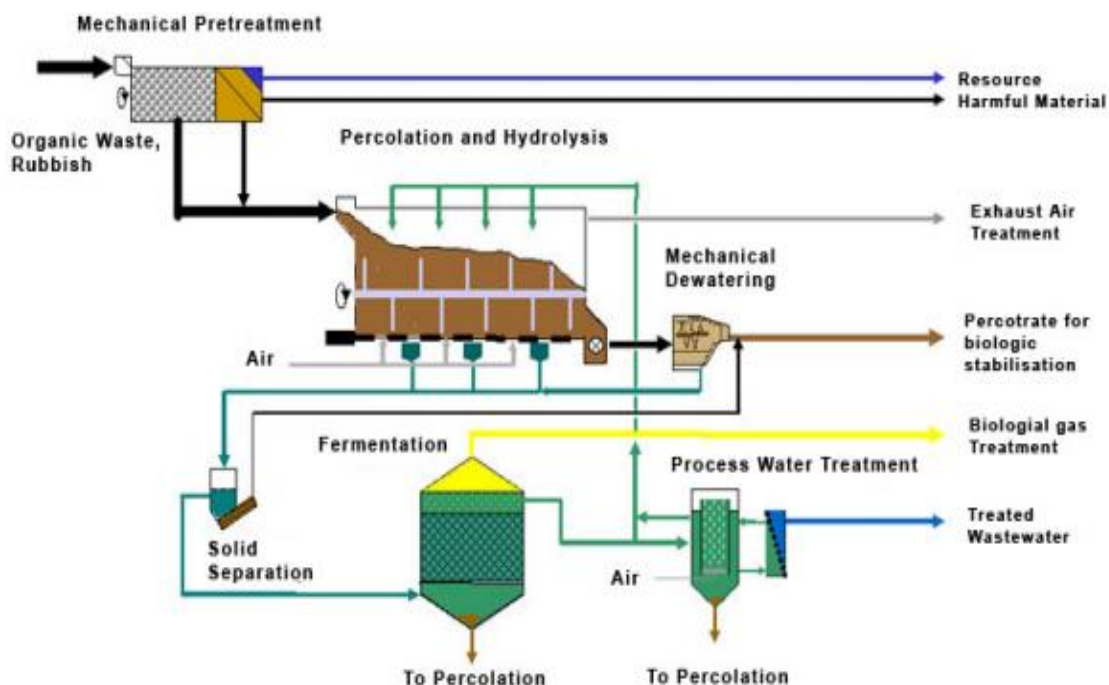 Mechanical Pretreatment
Resource
Harmful Material
Organic Waste,
Rubbish
Percolation and Hydrolysis
Exhaust Air
Treatment
Mechanical
Dewatering
Percotrate for
biologic
stabilisation
Air
Fermentation
Biologial gas
Treatment
Process Water Treatment
Treated
Wastewater
Solid
Separation
Air
To Percolation
To Percolation